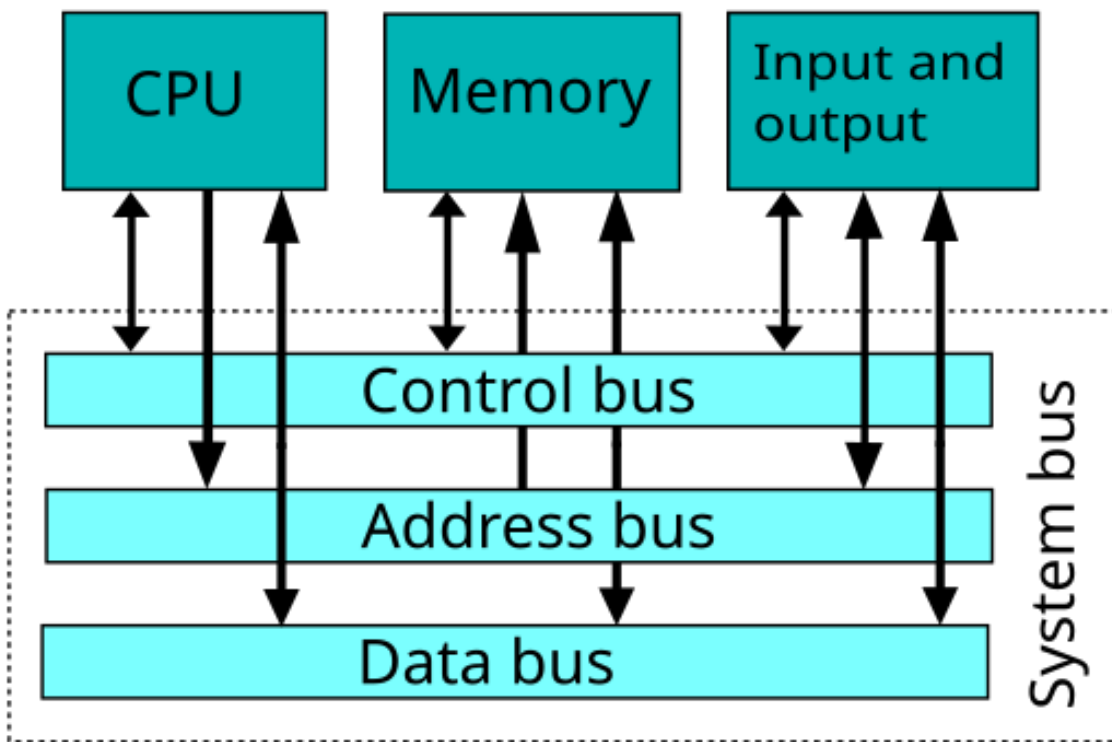 CPU
Memory
Input and
output
Control bus
Address bus
Data bus
System bus